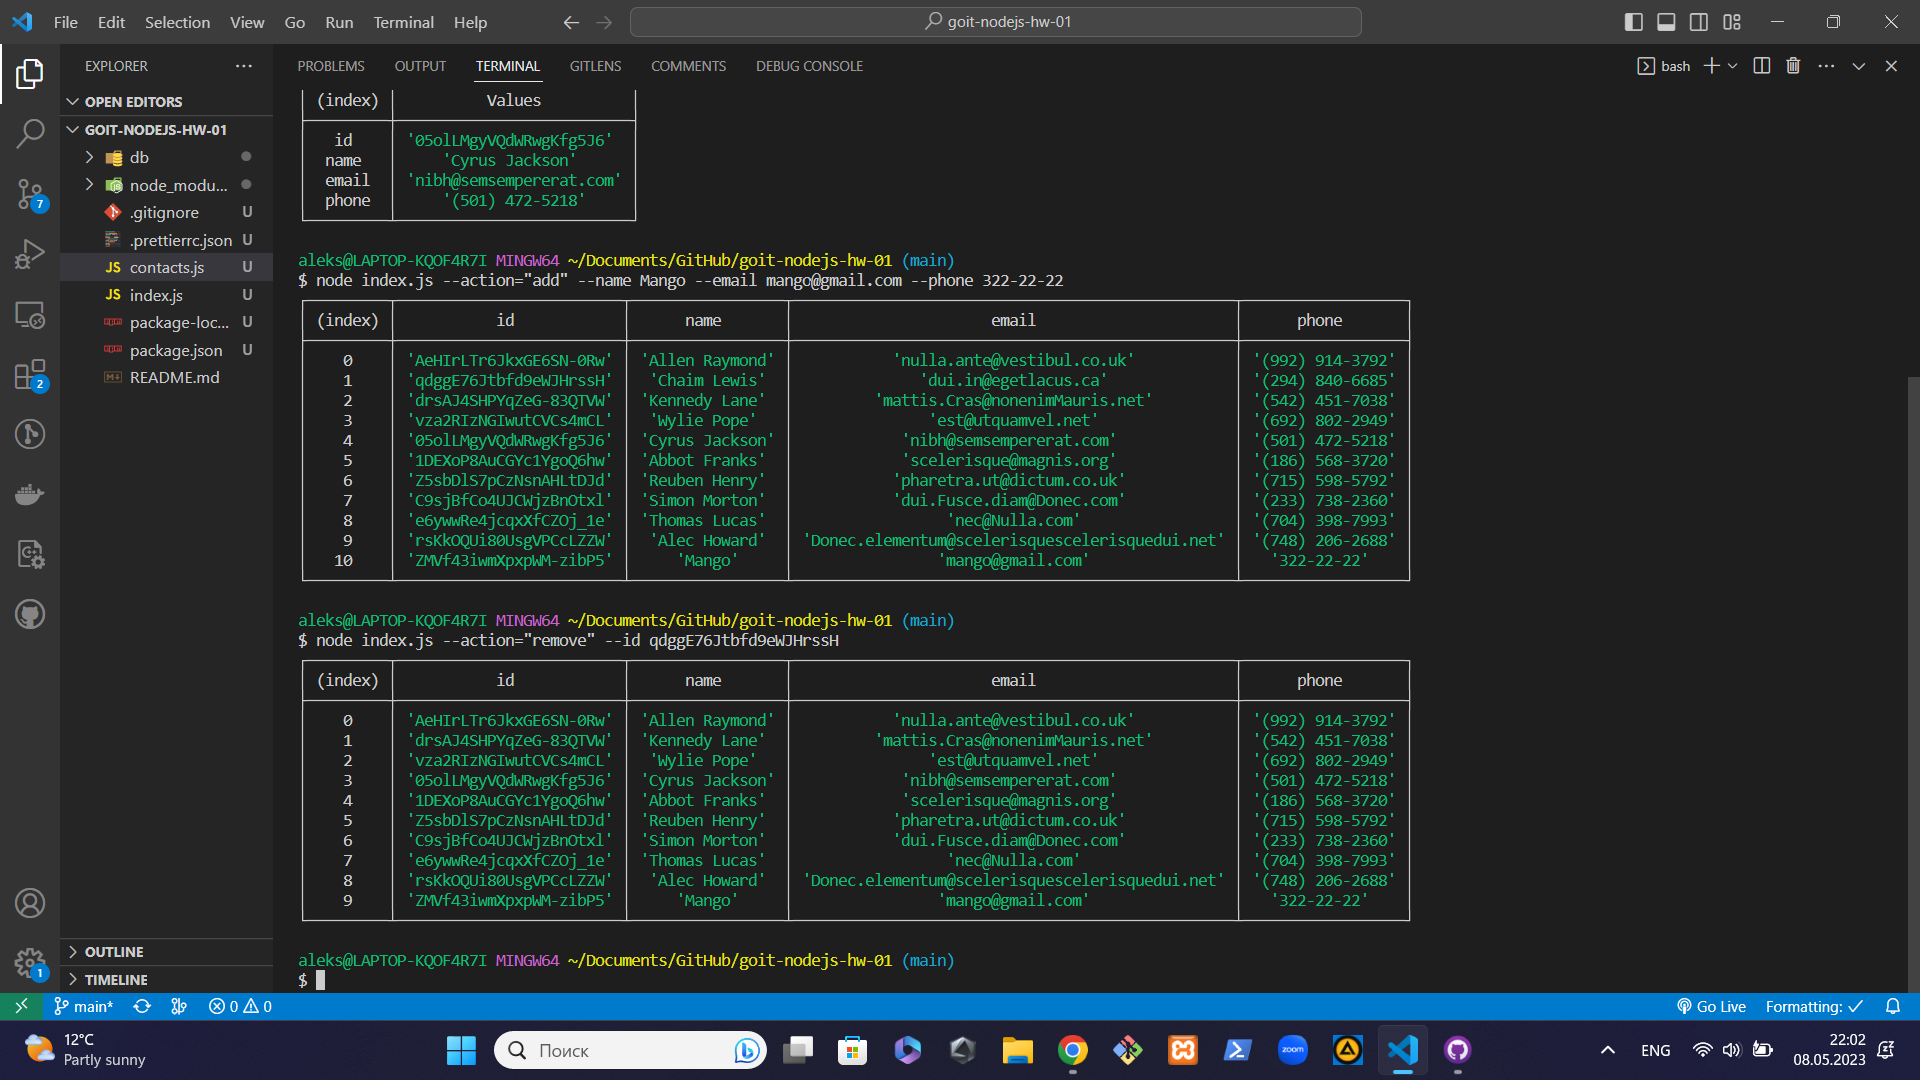 File Edit Selection View Go Run Terminal Help goit-nodejs-hw-01
EXPLORER
OPEN EDITORS
GOIT-NODEJS-HW-01
db
node_modu...
.gitignore U
.prettierrc.json U
JS contacts.js U
JS index.js U
package-loc... U
package.json U
README.md
OUTLINE
TIMELINE
7
2
1
PROBLEMS OUTPUT TERMINAL GITLENS COMMENTS DEBUG CONSOLE bash
(index) Values
id '05olLMgyVQdWRwgKfg5J6'
name 'Cyrus Jackson'
email 'nibh@semsempererat.com'
phone '(501) 472-5218'
aleks@LAPTOP-KQOF4R7I MINGW64 ~/Documents/GitHub/goit-nodejs-hw-01 (main)
$ node index.js --action="add" --name Mango --email mango@gmail.com --phone 322-22-22
(index) id name email phone
0 'AeHIrLTr6JkxGE6SN-0Rw' 'Allen Raymond' 'nulla.ante@vestibul.co.uk' '(992) 914-3792'
1 'qdggE76Jtbfd9eWJHrssH' 'Chaim Lewis' 'dui.in@egetlacus.ca' '(294) 840-6685'
2 'drsAJ4SHPYqZeG-83QTVW' 'Kennedy Lane' 'mattis.Cras@nonenimMauris.net' '(542) 451-7038'
3 'vza2RIzNGIwutCVCs4mCL' 'Wylie Pope' 'est@utquamvel.net' '(692) 802-2949'
4 '05olLMgyVQdWRwgKfg5J6' 'Cyrus Jackson' 'nibh@semsempererat.com' '(501) 472-5218'
5 '1DEXoP8AuCGYc1YgoQ6hw' 'Abbot Franks' 'scelerisque@magnis.org' '(186) 568-3720'
6 'Z5sbDlS7pCzNsnAHLtDJd' 'Reuben Henry' 'pharetra.ut@dictum.co.uk' '(715) 598-5792'
7 'C9sjBfCo4UJCWjzBnOtxl' 'Simon Morton' 'dui.Fusce.diam@Donec.com' '(233) 738-2360'
8 'e6ywwRe4jcqxXfCZOj_1e' 'Thomas Lucas' 'nec@Nulla.com' '(704) 398-7993'
9 'rsKkOQUi80UsgVPCcLZZW' 'Alec Howard' 'Donec.elementum@scelerisquescelerisquedui.net' '(748) 206-2688'
10 'ZMVf43iwmXpxpWM-zibP5' 'Mango' 'mango@gmail.com' '322-22-22'
aleks@LAPTOP-KQOF4R7I MINGW64 ~/Documents/GitHub/goit-nodejs-hw-01 (main)
$ node index.js --action="remove" --id qdggE76Jtbfd9eWJHrssH
(index) id name email phone
0 'AeHIrLTr6JkxGE6SN-0Rw' 'Allen Raymond' 'nulla.ante@vestibul.co.uk' '(992) 914-3792'
1 'drsAJ4SHPYqZeG-83QTVW' 'Kennedy Lane' 'mattis.Cras@nonenimMauris.net' '(542) 451-7038'
2 'vza2RIzNGIwutCVCs4mCL' 'Wylie Pope' 'est@utquamvel.net' '(692) 802-2949'
3 '05olLMgyVQdWRwgKfg5J6' 'Cyrus Jackson' 'nibh@semsempererat.com' '(501) 472-5218'
4 '1DEXoP8AuCGYc1YgoQ6hw' 'Abbot Franks' 'scelerisque@magnis.org' '(186) 568-3720'
5 'Z5sbDlS7pCzNsnAHLtDJd' 'Reuben Henry' 'pharetra.ut@dictum.co.uk' '(715) 598-5792'
6 'C9sjBfCo4UJCWjzBnOtxl' 'Simon Morton' 'dui.Fusce.diam@Donec.com' '(233) 738-2360'
7 'e6ywwRe4jcqxXfCZOj_1e' 'Thomas Lucas' 'nec@Nulla.com' '(704) 398-7993'
8 'rsKkOQUi80UsgVPCcLZZW' 'Alec Howard' 'Donec.elementum@scelerisquescelerisquedui.net' '(748) 206-2688'
9 'ZMVf43iwmXpxpWM-zibP5' 'Mango' 'mango@gmail.com' '322-22-22'
aleks@LAPTOP-KQOF4R7I MINGW64 ~/Documents/GitHub/goit-nodejs-hw-01 (main)
$
main* 0 0 Go Live Formatting:
12°C
Partly sunny
Поиск
zoom
ENG
22:02
08.05.2023